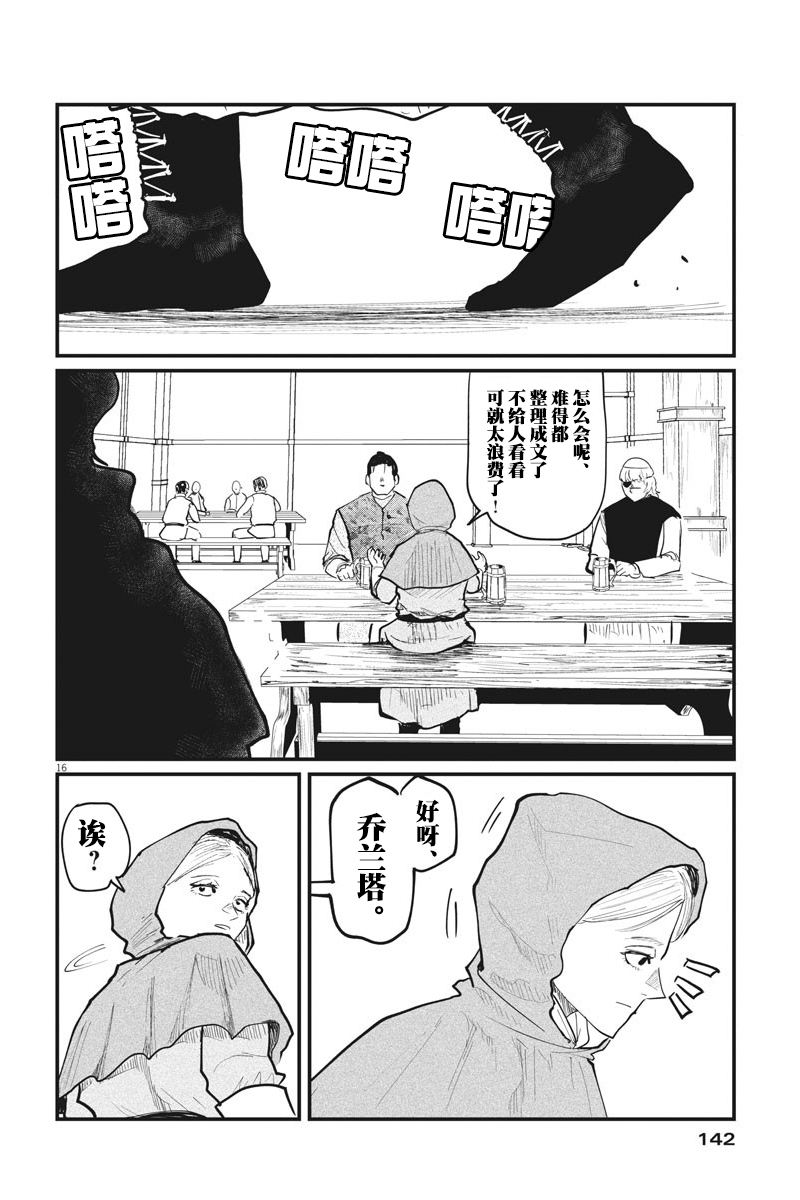 嗒嗒
嗒嗒
嗒嗒
怎么会呢、
难得都
整理成文了
不给人看看
可就太浪费了！
16
好呀、
乔兰塔。
诶？
142